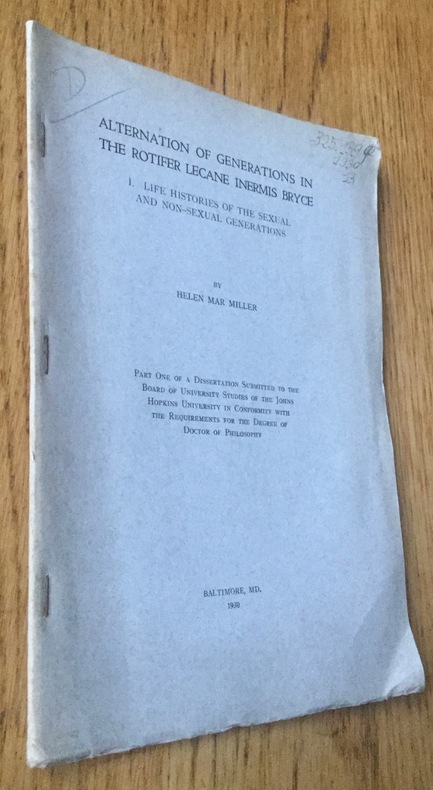 D
ALTERNATION OF GENERATIONS IN
THE ROTIFER LECANE INERMIS BRYCE
I. LIFE HISTORIES OF THE SEXUAL
AND NON-SEXUAL GENERATIONS
BY
HELEN MAR MILLER
PART ONE OF A DISSERTATION SUBMITTED TO THE
BOARD OF UNIVERSITY STUDIES OF THE JOHNS
HOPKINS UNIVERSITY IN CONFORMITY WITH
THE REQUIREMENTS FOR THE DEGREE OF
DOCTOR OF PHILOSOPHY
BALTIMORE, MD.
1930